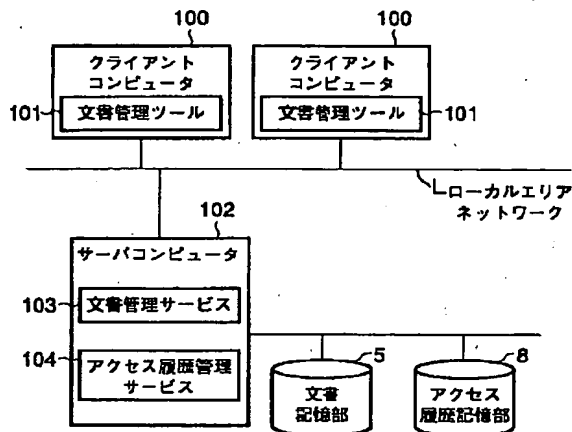 100
100
クライアント
コンピュータ
クライアント
コンピュータ
101
文書管理ツール
文書管理ツール
101
ローカルエリア
ネットワーク
102
サーバコンピュータ
103
文書管理サービス
104
アクセス履歴管理
サービス
5
文書
記憶部
8
アクセス
履歴記憶部